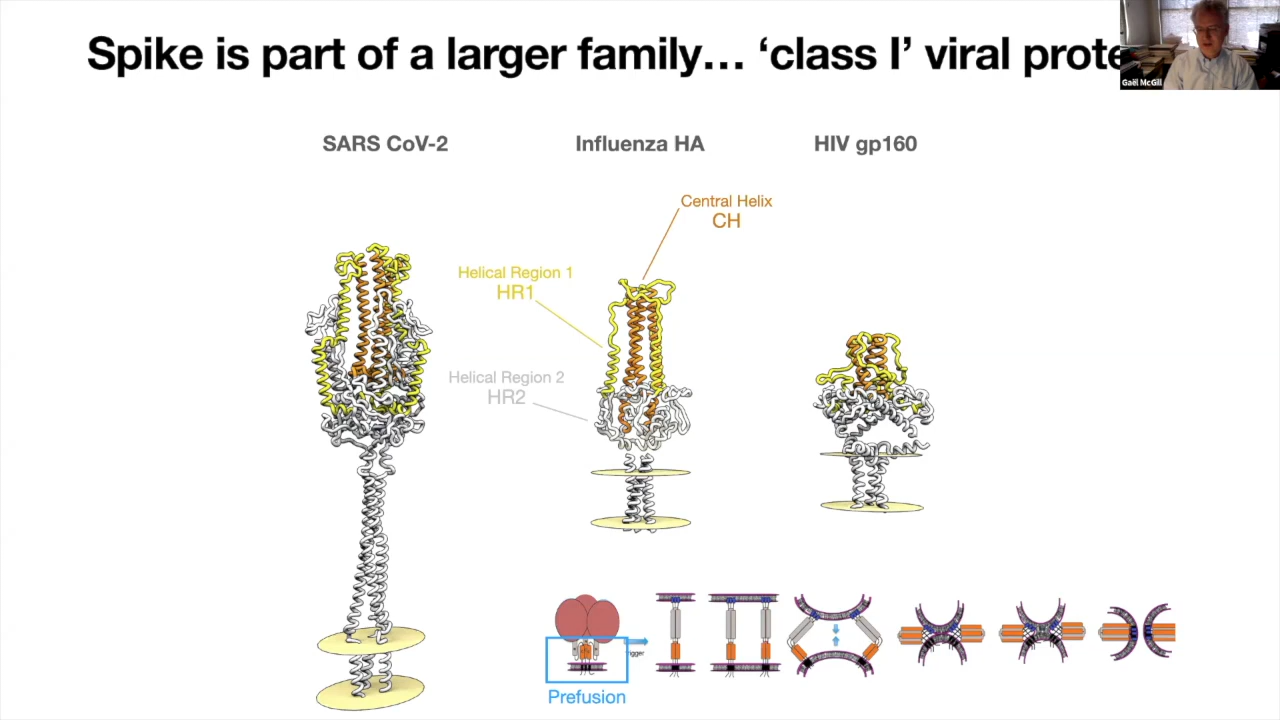 Spike is part of a larger family... ‘class I’ viral prote
Gaël McGill
SARS CoV-2
Influenza HA
HIV gp160
Central Helix
CH
Helical Region 1
HR1
Helical Region 2
HR2
igger
Prefusion